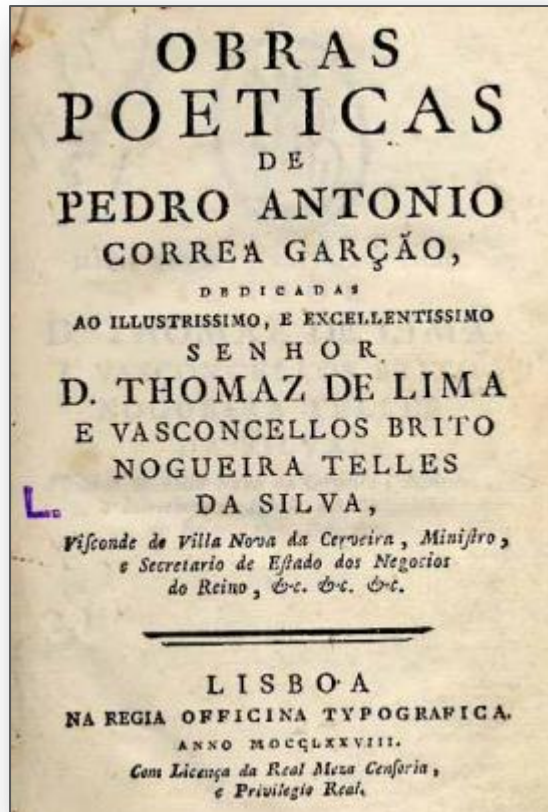 OBRAS
POETICAS
DE
PEDRO ANTONIO
CORREA GARÇÃO,
DEDICADAS
AO ILLUSTRISSIMO, E EXCELLENTISSIMO
SENHOR
D. THOMAZ DE LIMA
E VASCONCELLOS BRITO
NOGUEIRA TELLES
L.
DA SILVA,
Viſconde de Villa Nova da Cerveira, Miniſtro,
e Secretario de Eſtado dos Negocios
do Reino, &c. &c. &c.
LISBOA
NA REGIA OFFICINA TYPOGRAFICA.
ANNO MDCCLXXVIII.
Com Licença da Real Meza Cenſoria,
e Privilegio Real.